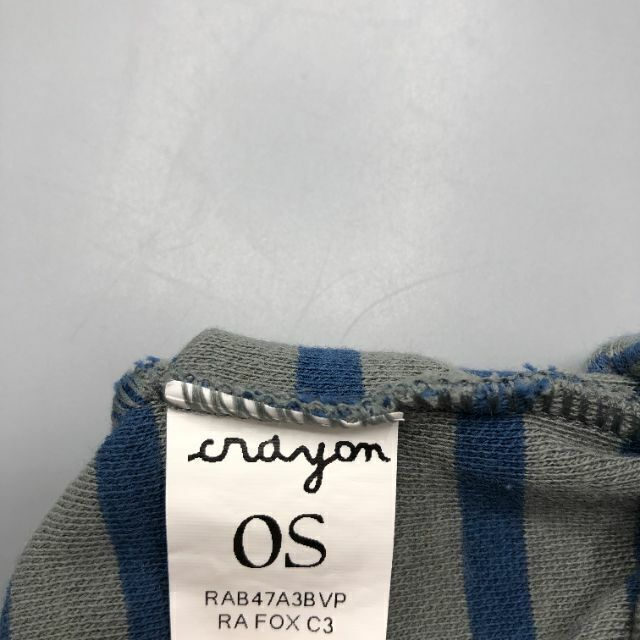 crayon
OS
RAB47A3BVP
RA FOX C3